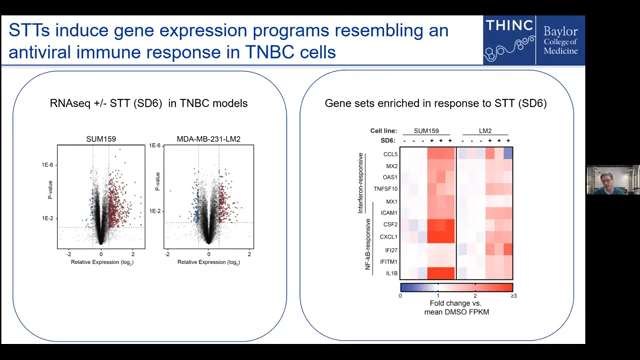 STTs induce gene expression programs resembling an
antiviral immune response in TNBC cells
THINC
Baylor
College of
Medicine
RNAseq +/- STT (SD6) in TNBC models
SUM159
MDA-MB-231-LM2
P-value
1E-6
1E-2
-2
0
2
Relative Expression (log2)
P-value
1E-6
1E-2
-2
0
2
Relative Expression (log2)
Gene sets enriched in response to STT (SD6)
Cell line: SUM159 LM2
SD6: - - - + + + - - - + + +
Interferon-responsive
NF-kB-responsive
CCL5
MX2
OAS1
TNFSF10
MX1
ICAM1
CSF2
CXCL1
IFI27
IFITM1
IL1B
0 1 2 ≥3
Fold change vs.
mean DMSO FPKM